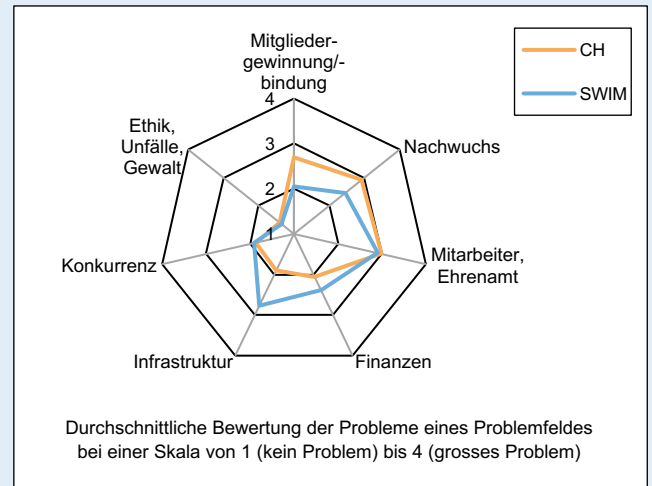 Mitglieder-
gewinnung/-
bindung
CH
SWIM
4
3
2
1
Ethik,
Unfälle,
Gewalt
Nachwuchs
Konkurrenz
Mitarbeiter,
Ehrenamt
Infrastruktur
Finanzen
Durchschnittliche Bewertung der Probleme eines Problemfeldes
bei einer Skala von 1 (kein Problem) bis 4 (grosses Problem)